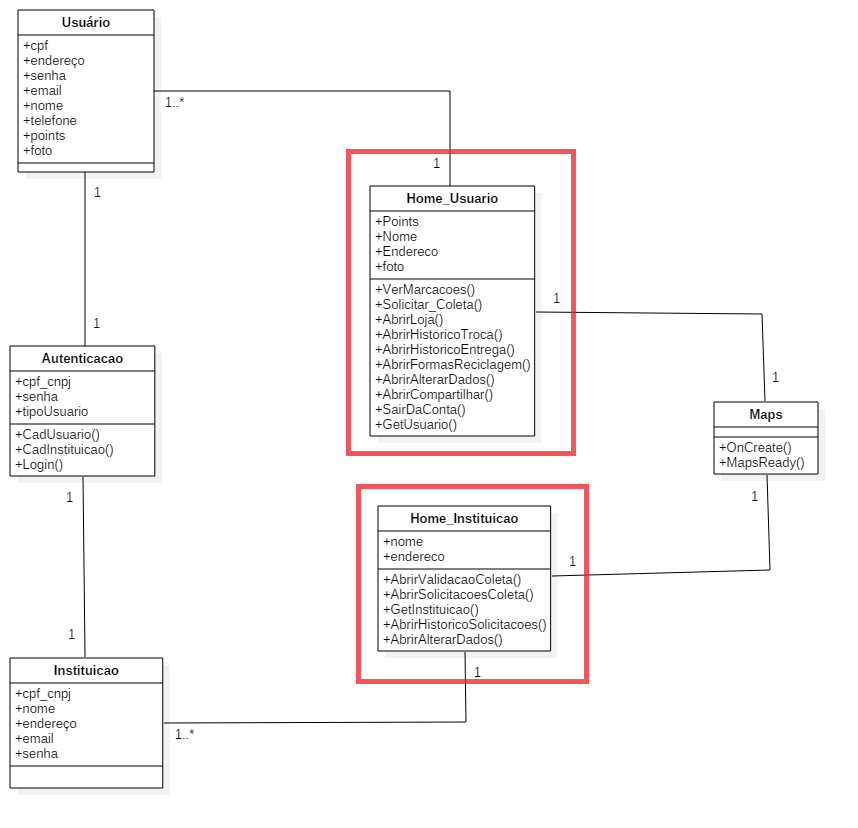 Usuário
+cpf
+endereço
+senha
+email
+nome
+telefone
+points
+foto
1..*
1
1
1
Home_Usuario
+Points
+Nome
+Endereco
+foto
+VerMarcacoes()
+Solicitar_Coleta()
+AbrirLoja()
+AbrirHistoricoTroca()
+AbrirHistoricoEntrega()
+AbrirFormasReciclagem()
+AbrirAlterarDados()
+AbrirCompartilhar()
+SairDaConta()
+GetUsuario()
1
1
Autenticacao
+cpf_cnpj
+senha
+tipoUsuario
+CadUsuario()
+CadInstituicao()
+Login()
1
1
Maps
+OnCreate()
+MapsReady()
1
Home_Instituicao
+nome
+endereco
+AbrirValidacaoColeta()
+AbrirSolicitacoesColeta()
+GetInstituicao()
+AbrirHistoricoSolicitacoes()
+AbrirAlterarDados()
1
1
Instituicao
+cpf_cnpj
+nome
+endereço
+email
+senha
1..*